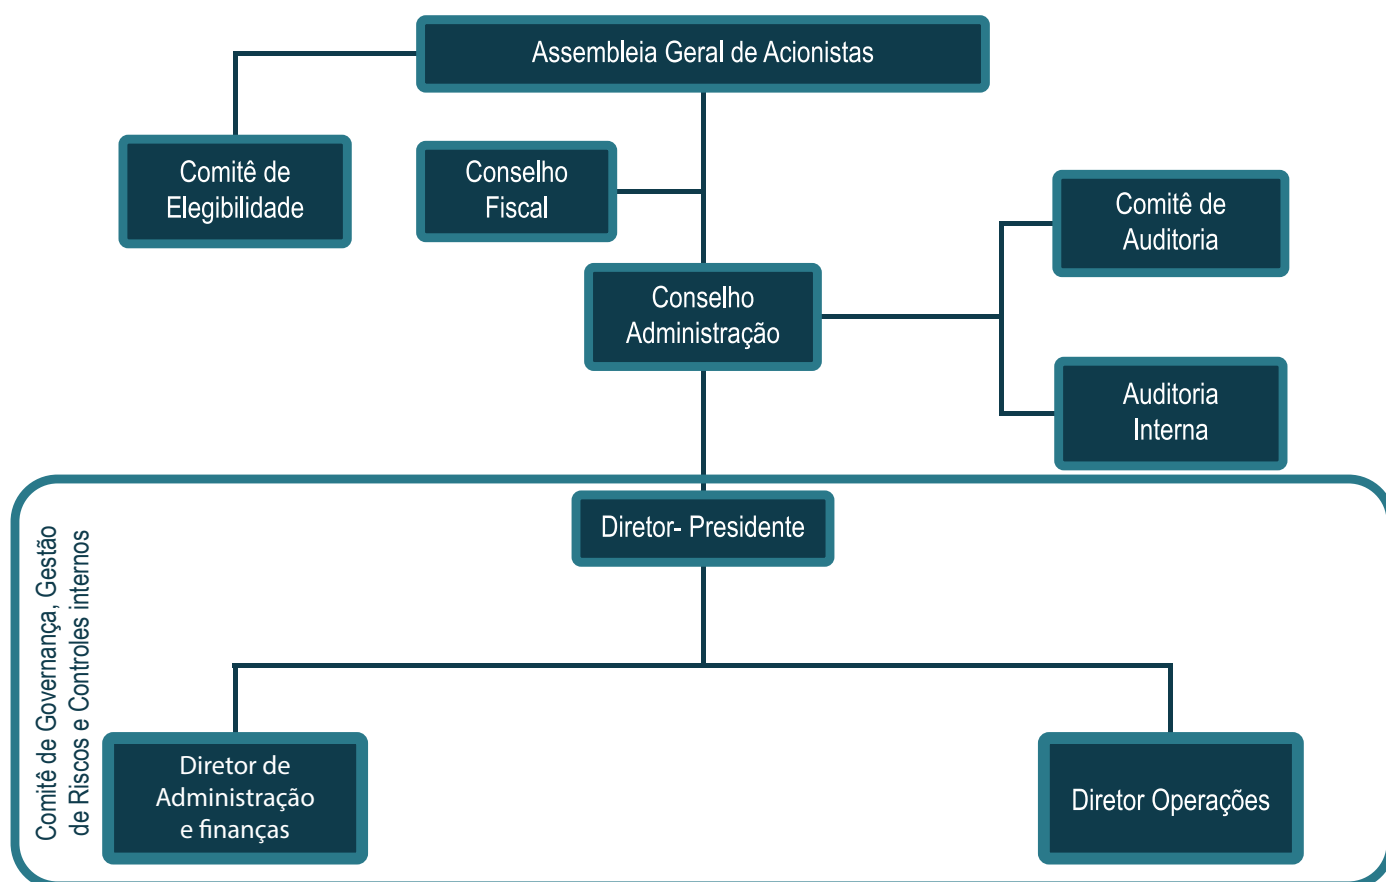 Assembleia Geral de Acionistas
Comitê de
Elegibilidade
Conselho
Fiscal
Comitê de
Auditoria
Conselho
Administração
Auditoria
Interna
Diretor- Presidente
Comitê de Governança, Gestão
de Riscos e Controles internos
Diretor de
Administração
e finanças
Diretor Operações